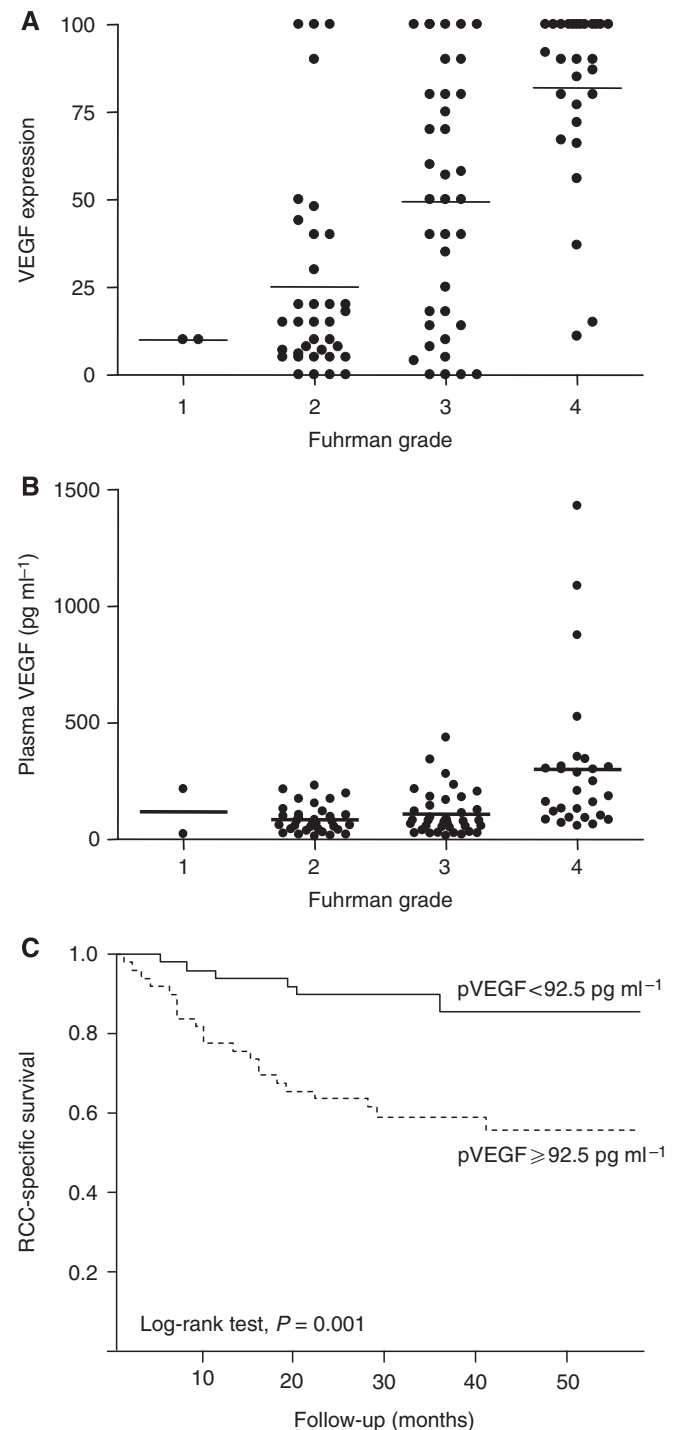 A
100
75
50
25
0
VEGF expression
1 2 3 4
Fuhrman grade
B
1500
1000
500
0
Plasma VEGF (pg ml⁻¹)
1 2 3 4
Fuhrman grade
C
1.0
0.8
0.6
0.4
0.2
RCC-specific survival
pVEGF<92.5 pg ml⁻¹
pVEGF⩾92.5 pg ml⁻¹
Log-rank test, P = 0.001
10 20 30 40 50
Follow-up (months)